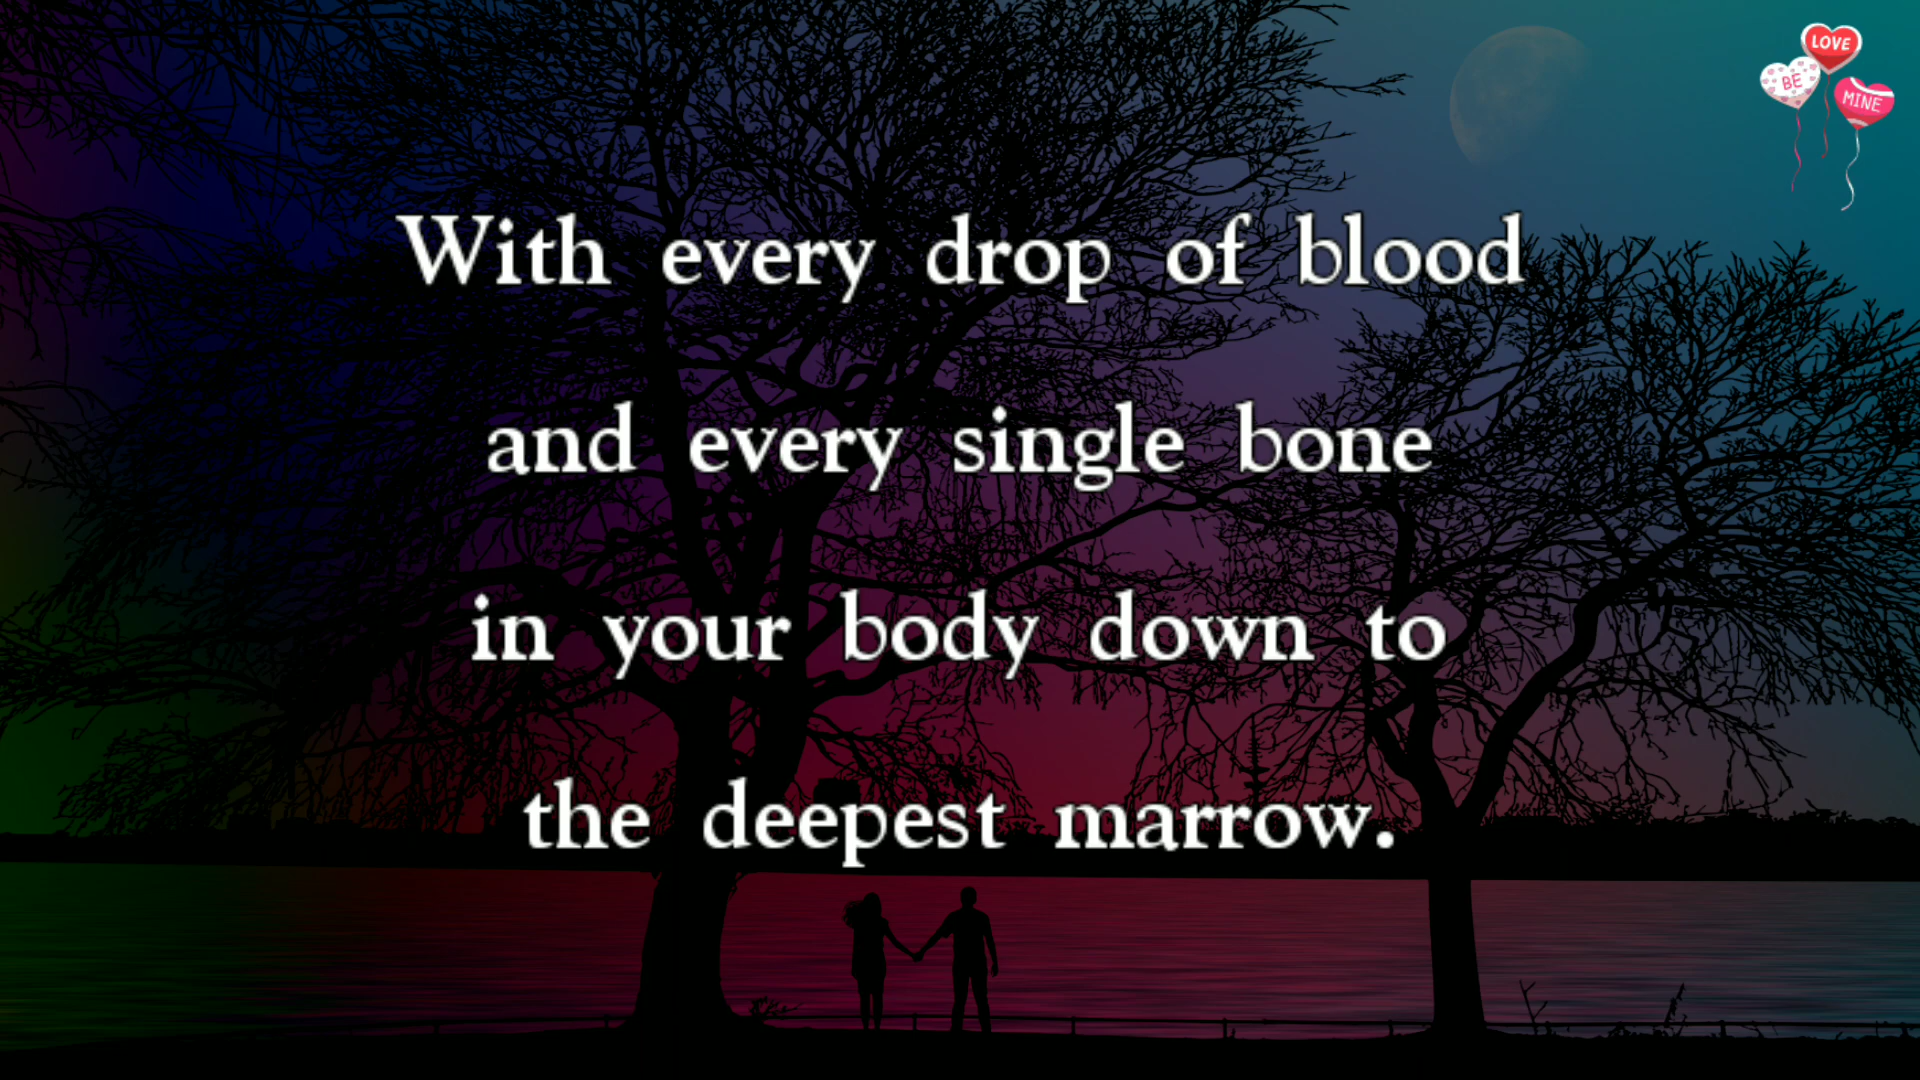 LOVE
BE
MINE
With every drop of blood
and every single bone
in your body down to
the deepest marrow.